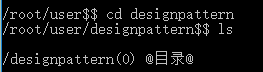 /root/user$$ cd designpattern
/root/user/designpattern$$ ls
/designpattern(0) @目录@